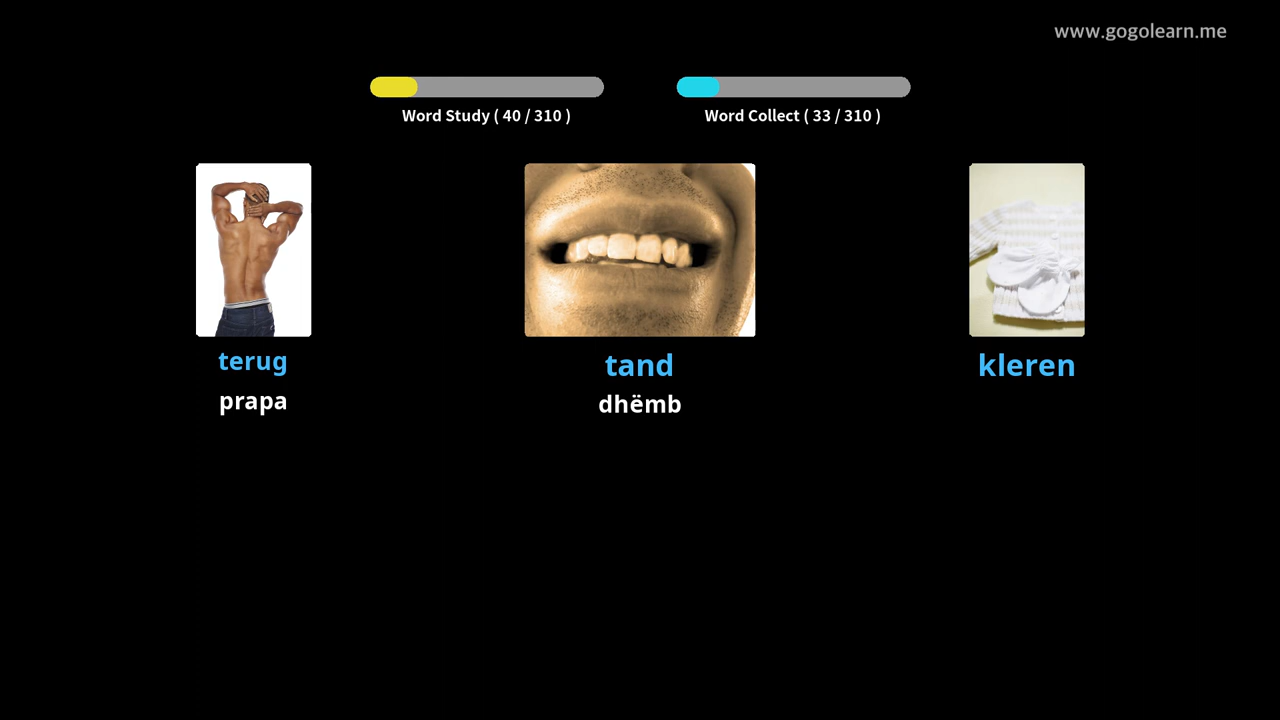 www.gogolearn.me
Word Study ( 40 / 310 )
Word Collect ( 33 / 310 )
terug
prapa
tand
dhëmb
kleren